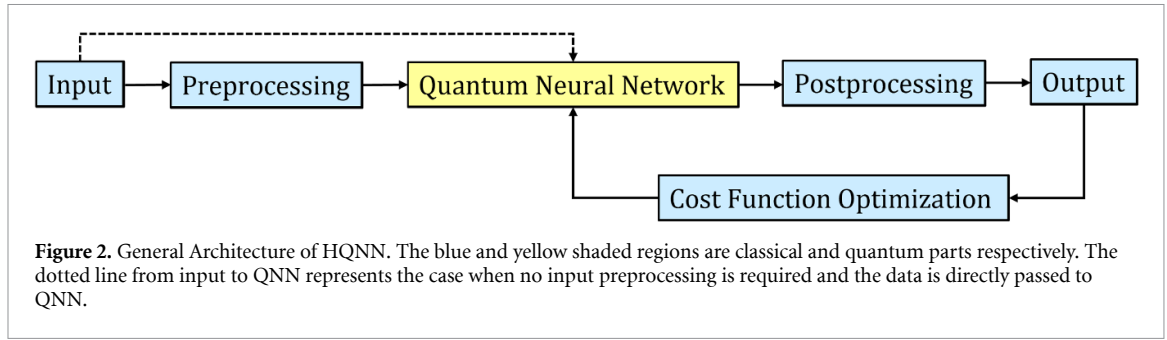 Input
Preprocessing
Quantum Neural Network
Postprocessing
Output
Cost Function Optimization
Figure 2. General Architecture of HQNN. The blue and yellow shaded regions are classical and quantum parts respectively. The
dotted line from input to QNN represents the case when no input preprocessing is required and the data is directly passed to
QNN.